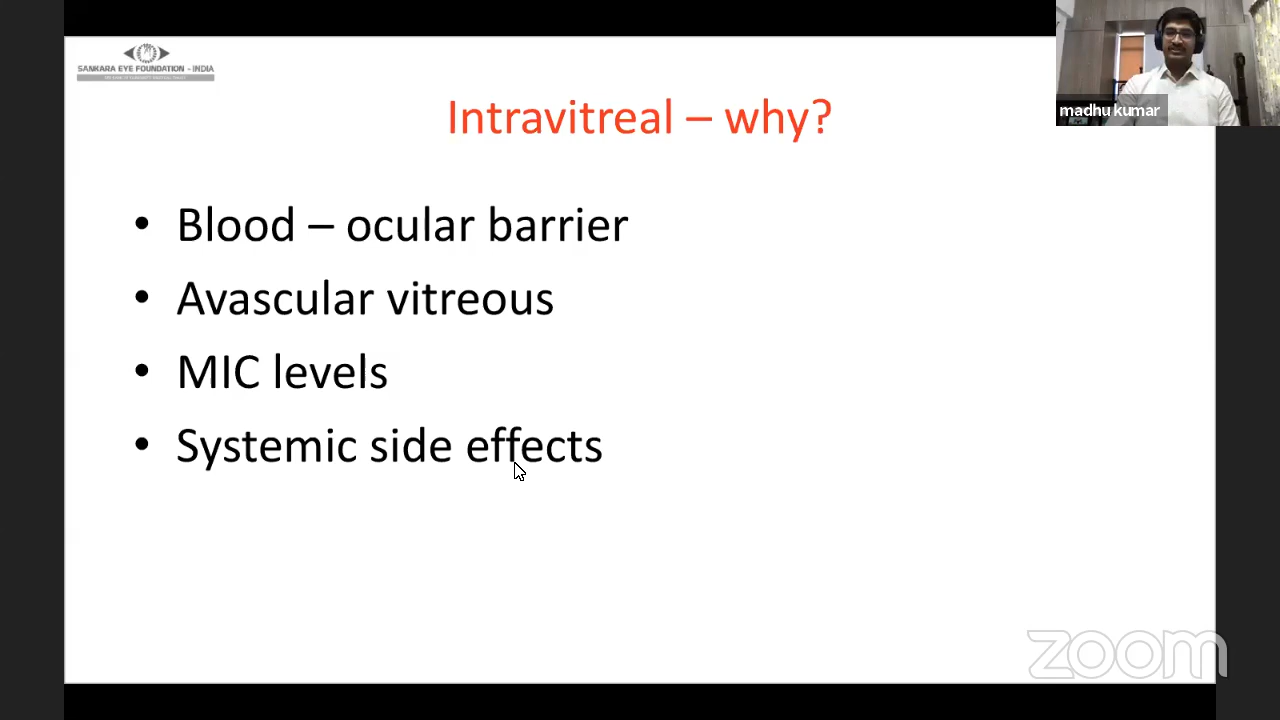 SANKARA EYE FOUNDATION - INDIA
madhu kumar
Intravitreal – why?
• Blood – ocular barrier
• Avascular vitreous
• MIC levels
• Systemic side effects
zoom